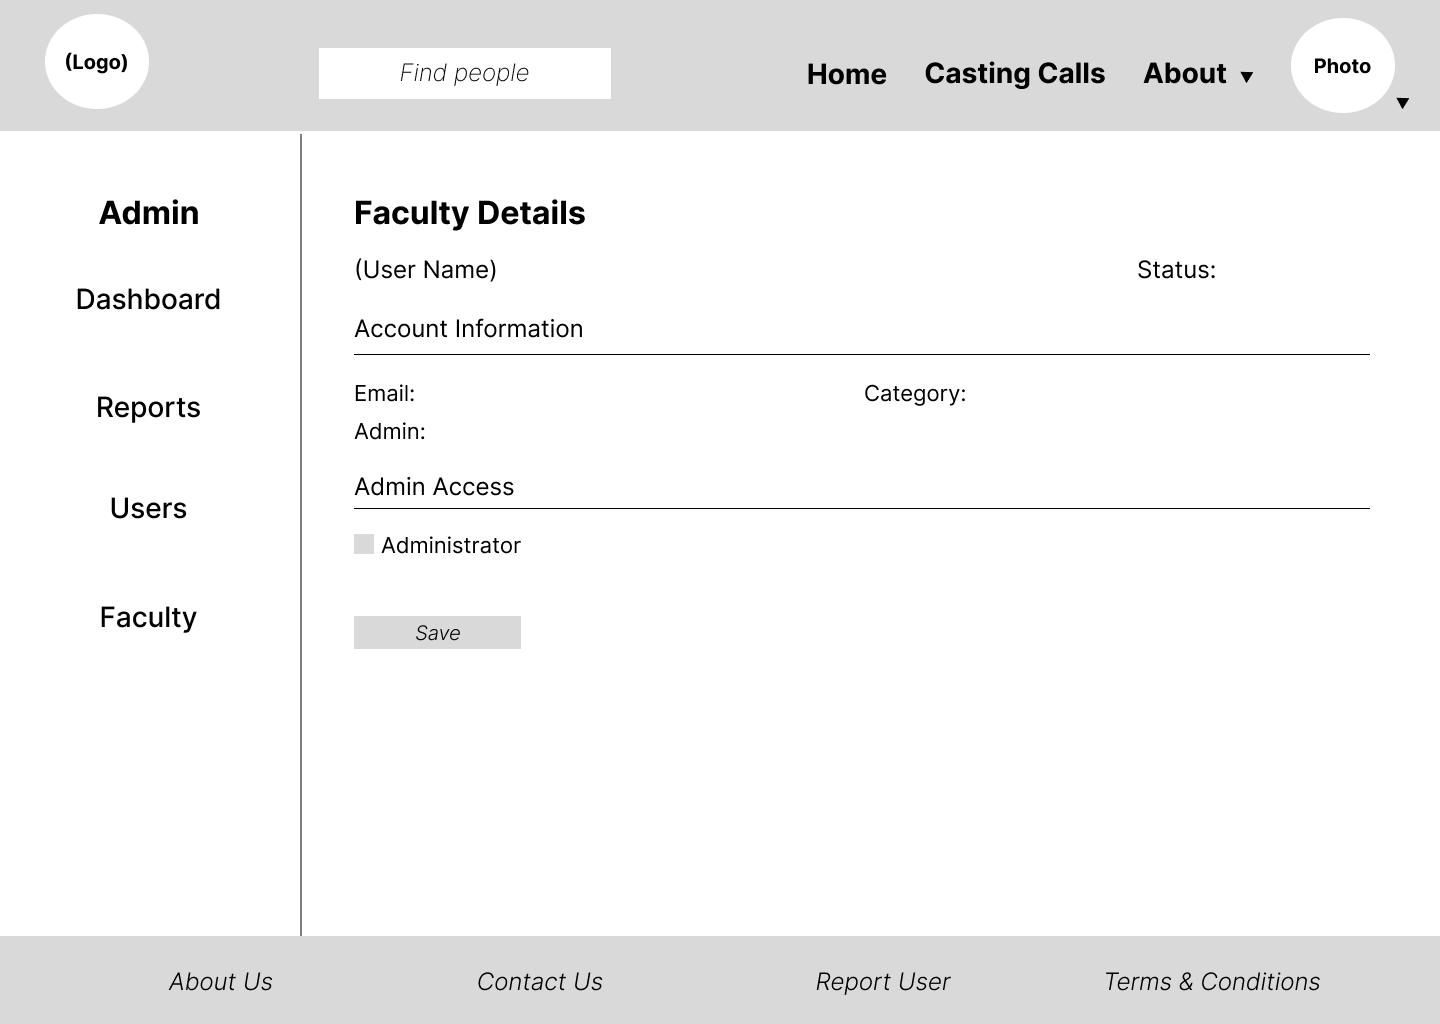 (Logo)
Find people
Home
Casting Calls
About ▼
Photo
▼
Admin
Dashboard
Reports
Users
Faculty
Faculty Details
(User Name)
Status:
Account Information
Email:
Category:
Admin:
Admin Access
Administrator
Save
About Us
Contact Us
Report User
Terms & Conditions